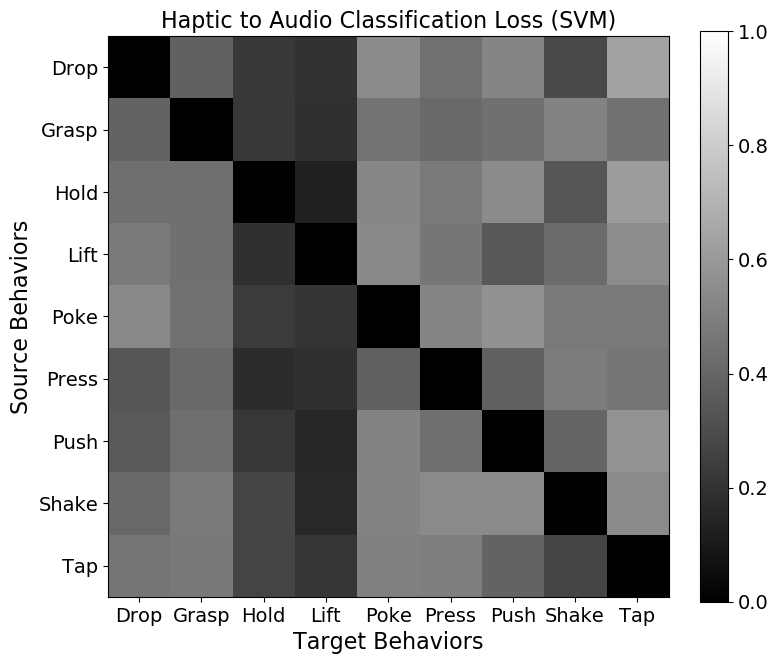 Haptic to Audio Classification Loss (SVM)
Source Behaviors
Drop
Grasp
Hold
Lift
Poke
Press
Push
Shake
Tap
Drop Grasp Hold Lift Poke Press Push Shake Tap
Target Behaviors
1.0
0.8
0.6
0.4
0.2
0.0